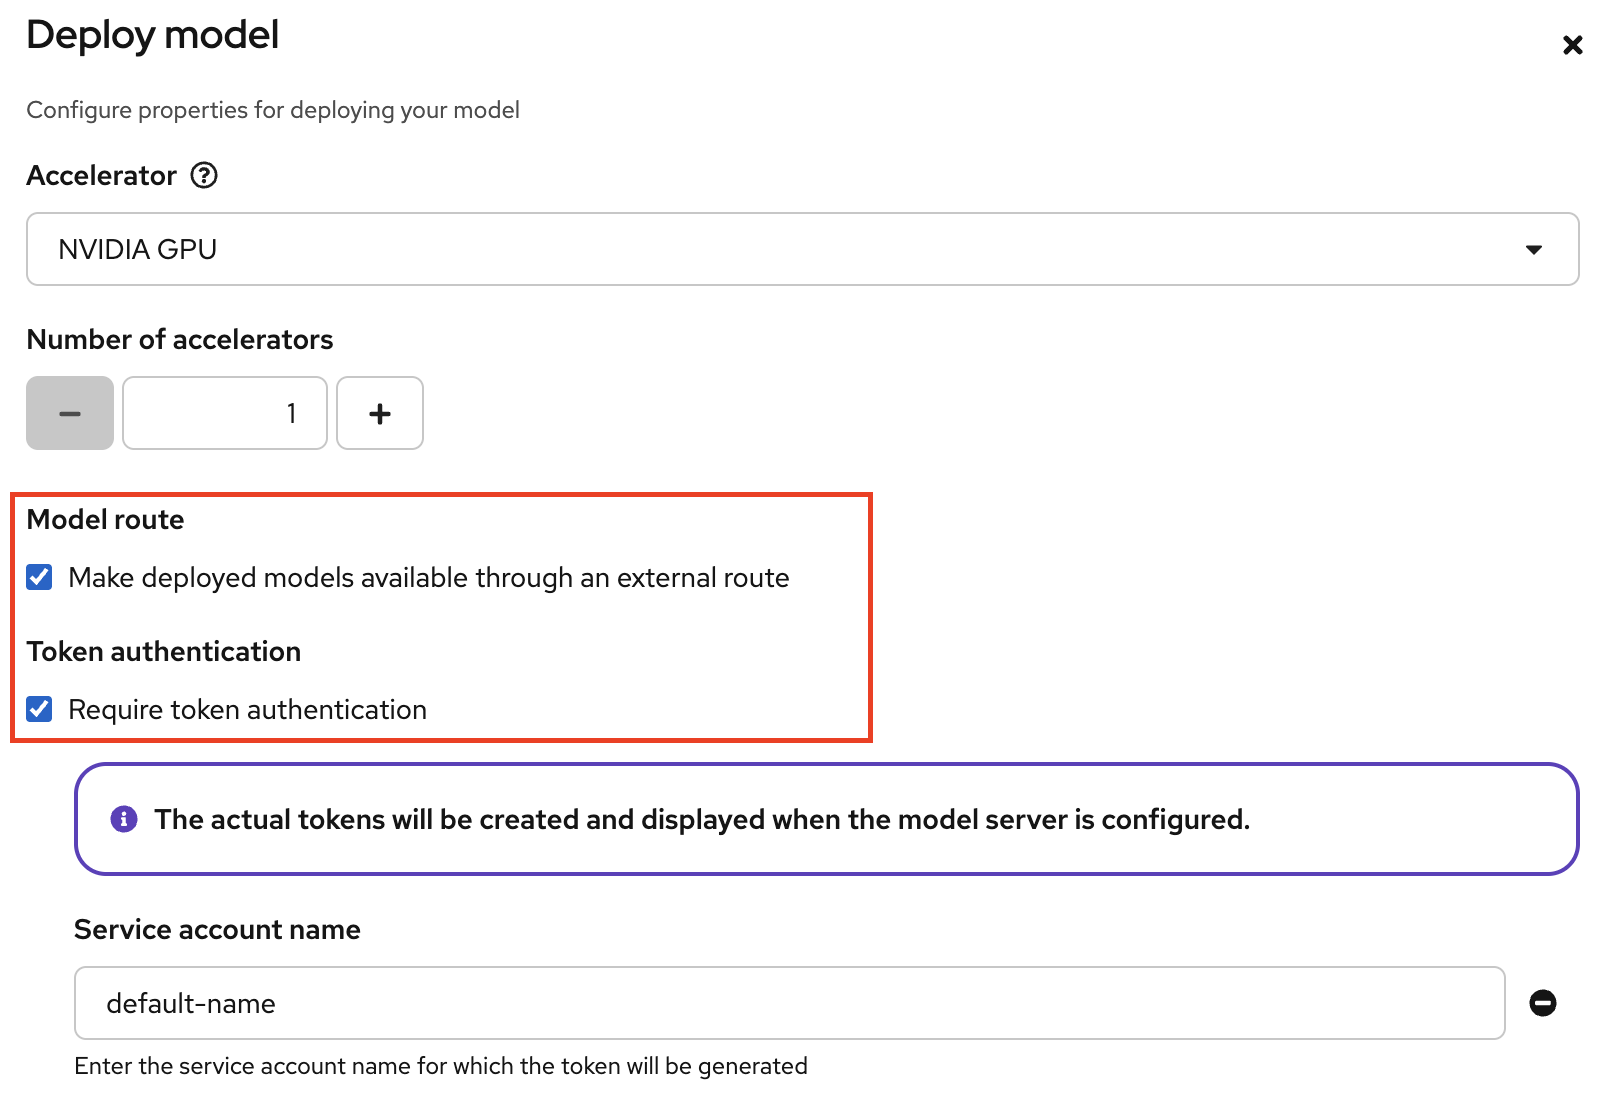 Deploy model
Configure properties for deploying your model
Accelerator
NVIDIA GPU
Number of accelerators
1
Model route
Make deployed models available through an external route
Token authentication
Require token authentication
The actual tokens will be created and displayed when the model server is configured.
Service account name
default-name
Enter the service account name for which the token will be generated